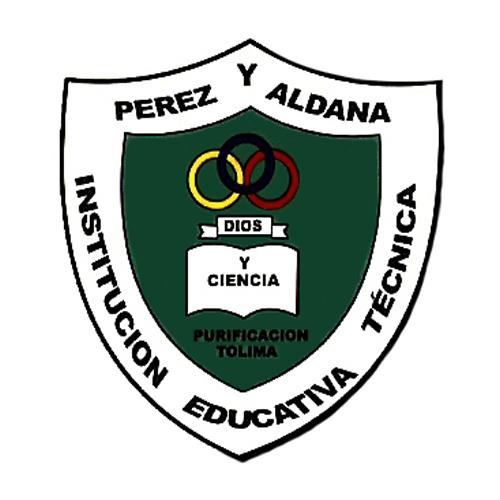 PEREZ Y ALDANA
INSTITUCION EDUCATIVA TÉCNICA
DIOS
Y
CIENCIA
PURIFICACION
TOLIMA